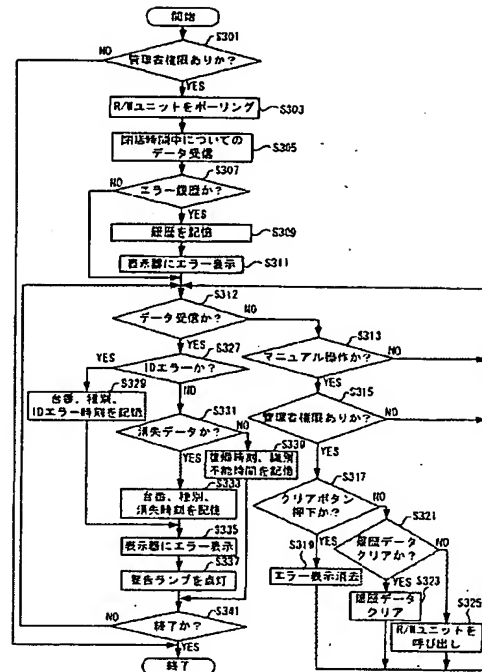 開始
S301
NO
管理者権限ありか?
YES
R/Wユニットをポーリング
S303
閉店時間中についての
データ受信
S305
S307
NO
エラー履歴か?
YES
履歴を記憶
S309
表示器にエラー表示
S311
S312
データ受信か?
NO
YES
S313
マニュアル操作か?
NO
YES
S327
YES
IDエラーか?
NO
S329
台番、種別、
IDエラー時刻を記憶
S315
管理者権限ありか?
NO
YES
S331
消失データか?
NO
YES
S339
復帰時刻、識別
不能時間を記憶
S333
台番、種別、
消失時刻を記憶
S317
クリアボタン
押下か?
NO
YES
S321
履歴データ
クリアか?
NO
YES
S335
表示器にエラー表示
S319
エラー表示消去
S323
履歴データ
クリア
S337
警告ランプを点灯
S325
R/Wユニットを
呼び出し
S341
NO
終了か?
YES
終了